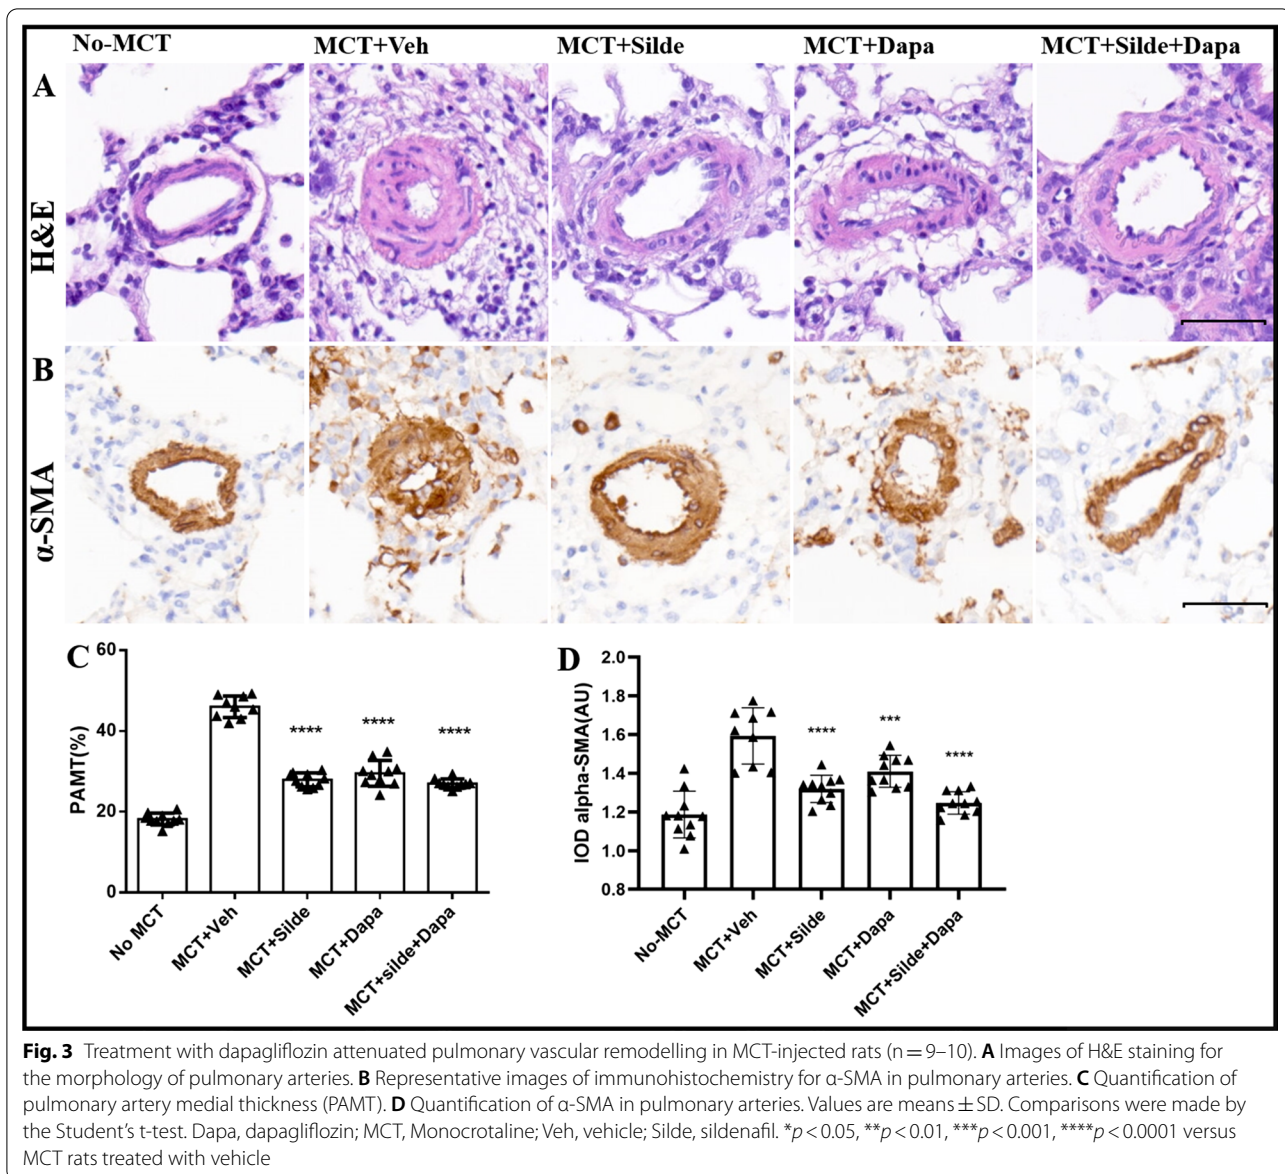 No-MCT MCT+Veh MCT+Silde MCT+Dapa MCT+Silde+Dapa
A
H&E
B
α-SMA
C
PAMT(%)
60
40
20
0
**** **** ****
No MCT MCT+Veh MCT+Silde MCT+Dapa MCT+silde+Dapa
D
IOD alpha-SMA(AU)
2.0
1.8
1.6
1.4
1.2
1.0
0.8
**** *** ****
No-MCT MCT+Veh MCT+Silde MCT+Dapa MCT+Silde+Dapa
Fig. 3 Treatment with dapagliflozin attenuated pulmonary vascular remodelling in MCT-injected rats (n = 9–10). A Images of H&E staining for
the morphology of pulmonary arteries. B Representative images of immunohistochemistry for α-SMA in pulmonary arteries. C Quantification of
pulmonary artery medial thickness (PAMT). D Quantification of α-SMA in pulmonary arteries. Values are means ± SD. Comparisons were made by
the Student's t-test. Dapa, dapagliflozin; MCT, Monocrotaline; Veh, vehicle; Silde, sildenafil. *p < 0.05, **p < 0.01, ***p < 0.001, ****p < 0.0001 versus
MCT rats treated with vehicle